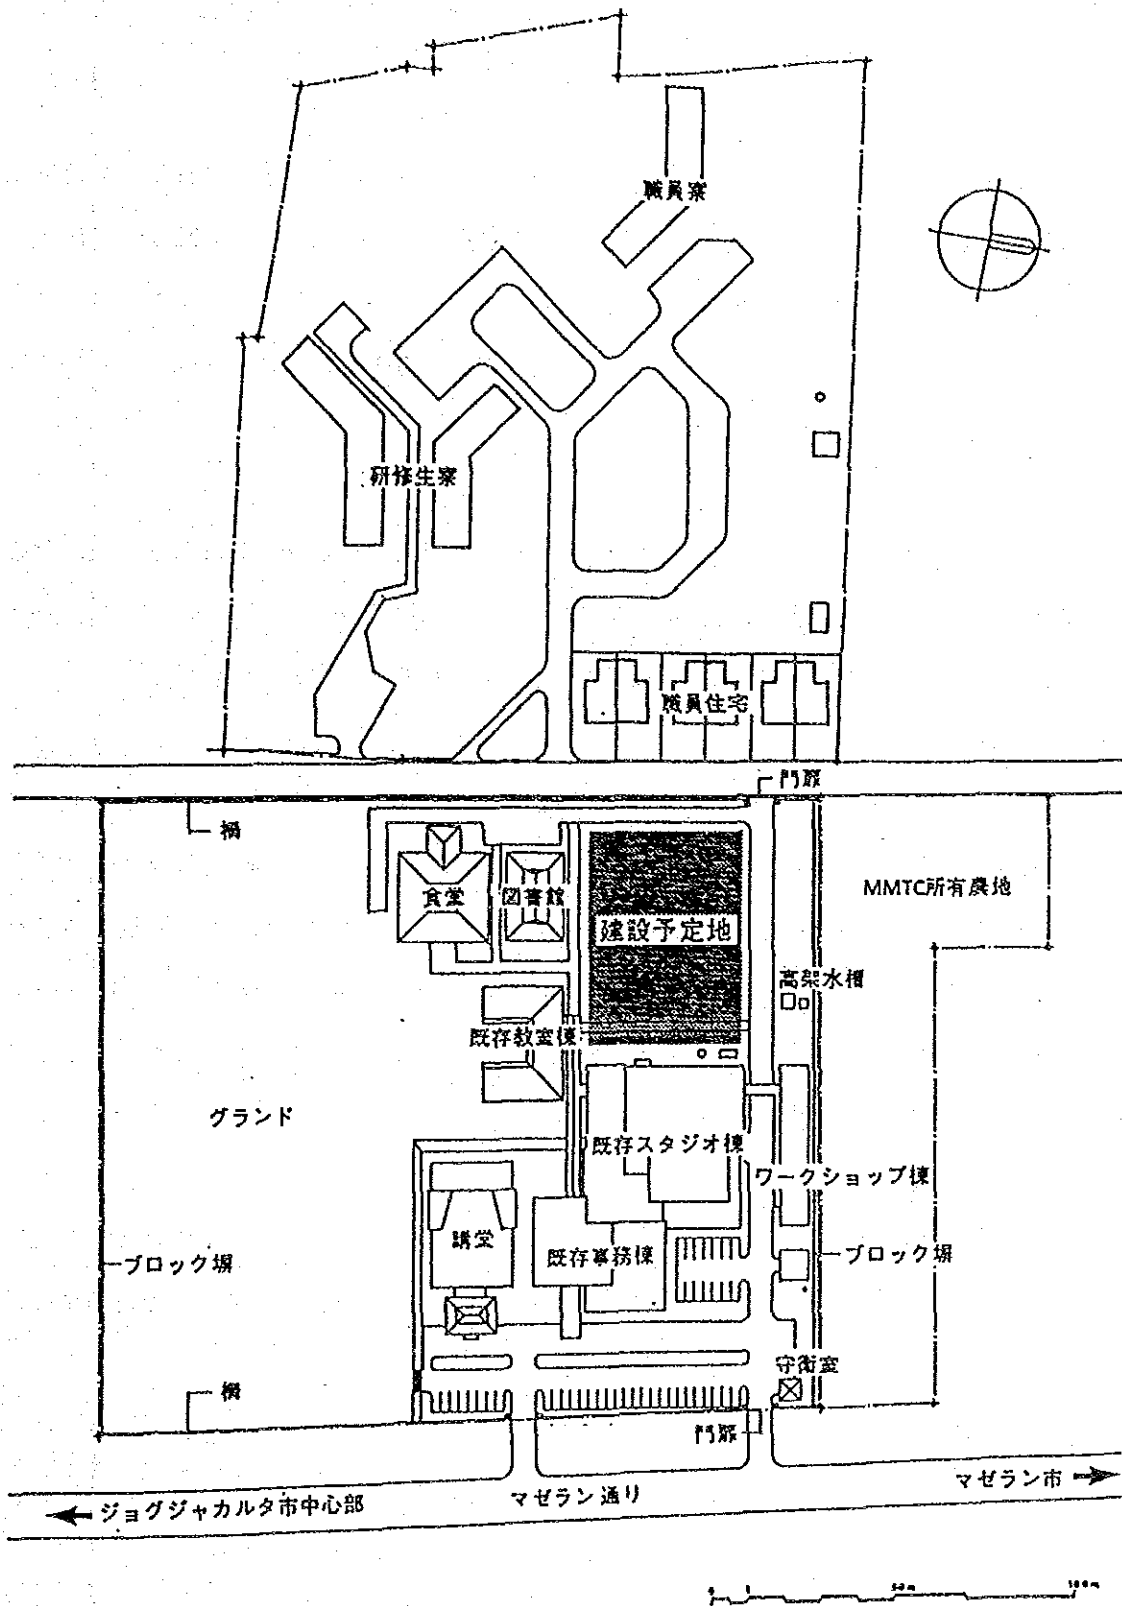 職員寮
研修生寮
職員住宅
門扉
柵
食堂
図書館
建設予定地
MMTC所有農地
高架水槽
既存教室棟
グランド
既存スタジオ棟
ワークショップ棟
講堂
既存事務棟
ブロック塀
ブロック塀
守衛室
柵
門扉
マゼラン市
マゼラン通り
ジョグジャカルタ市中心部
50m
100m